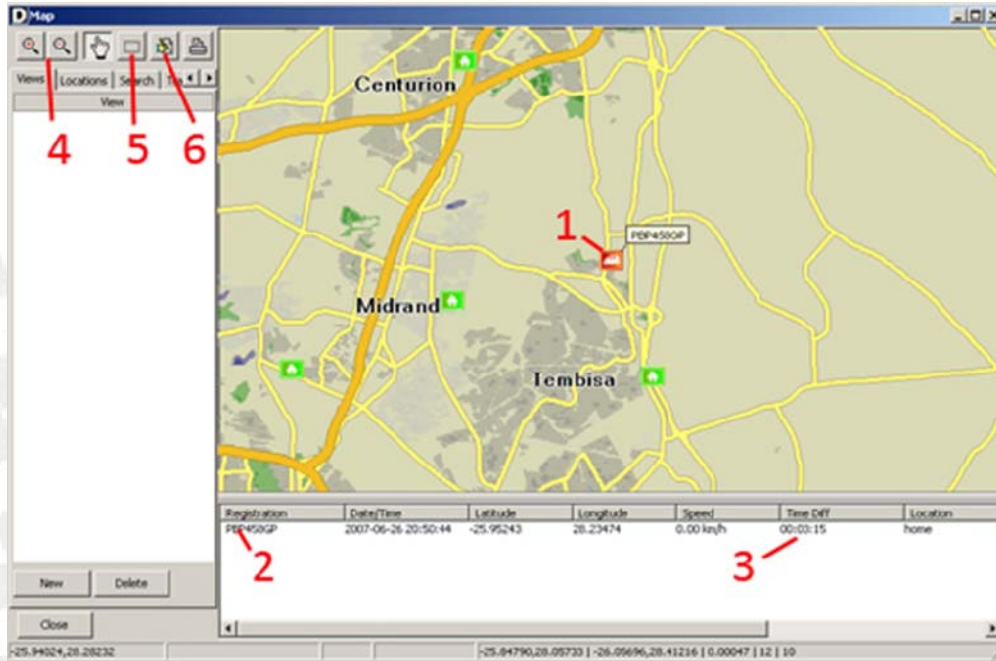 D Map
Views Locations Search
View
4 5 6
Centurion
1
PBP458GP
Midrand
Tembisa
Registration Date/Time Latitude Longitude Speed Time Diff Location
PBP458GP 2007-06-26 20:50:44 -25.95243 28.23474 0.00 km/h 00:03:15 home
2 3
New Delete
Close
-25.94024,28.28232 -25.84790,28.05733 | -26.05696,28.41216 | 0.00047 | 12 | 10